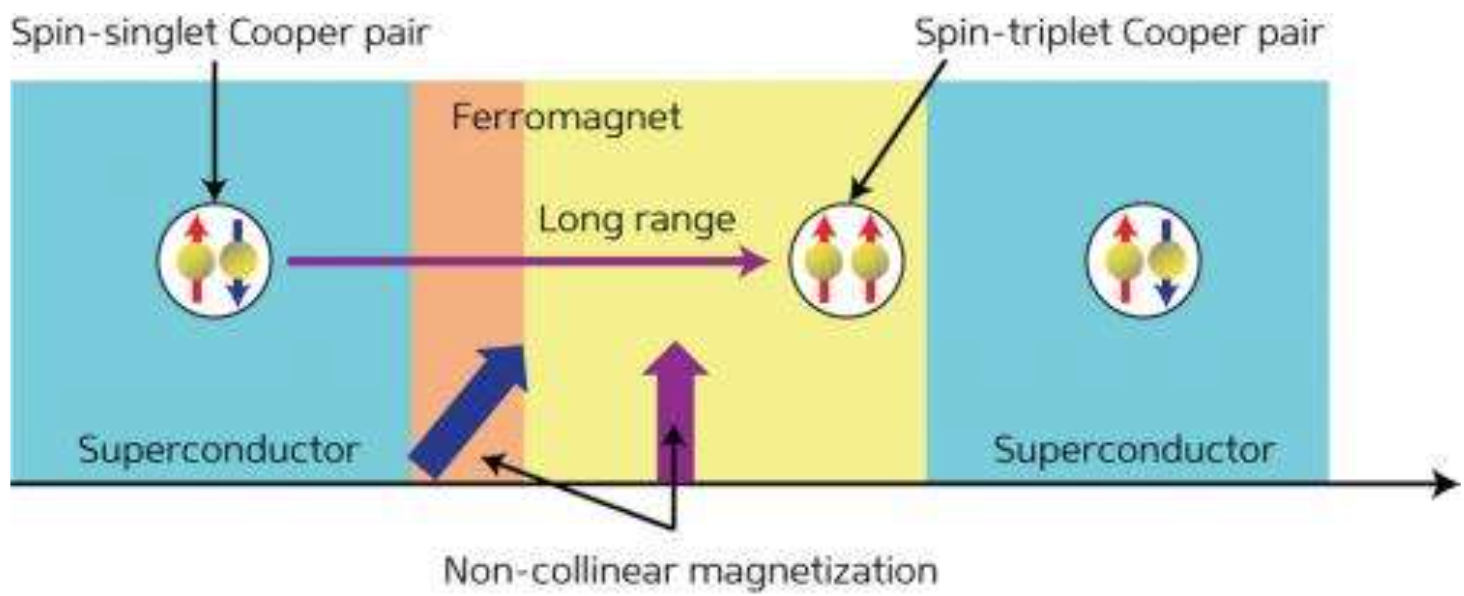 Spin-singlet Cooper pair
Spin-triplet Cooper pair
Ferromagnet
Long range
Superconductor
Superconductor
Non-collinear magnetization